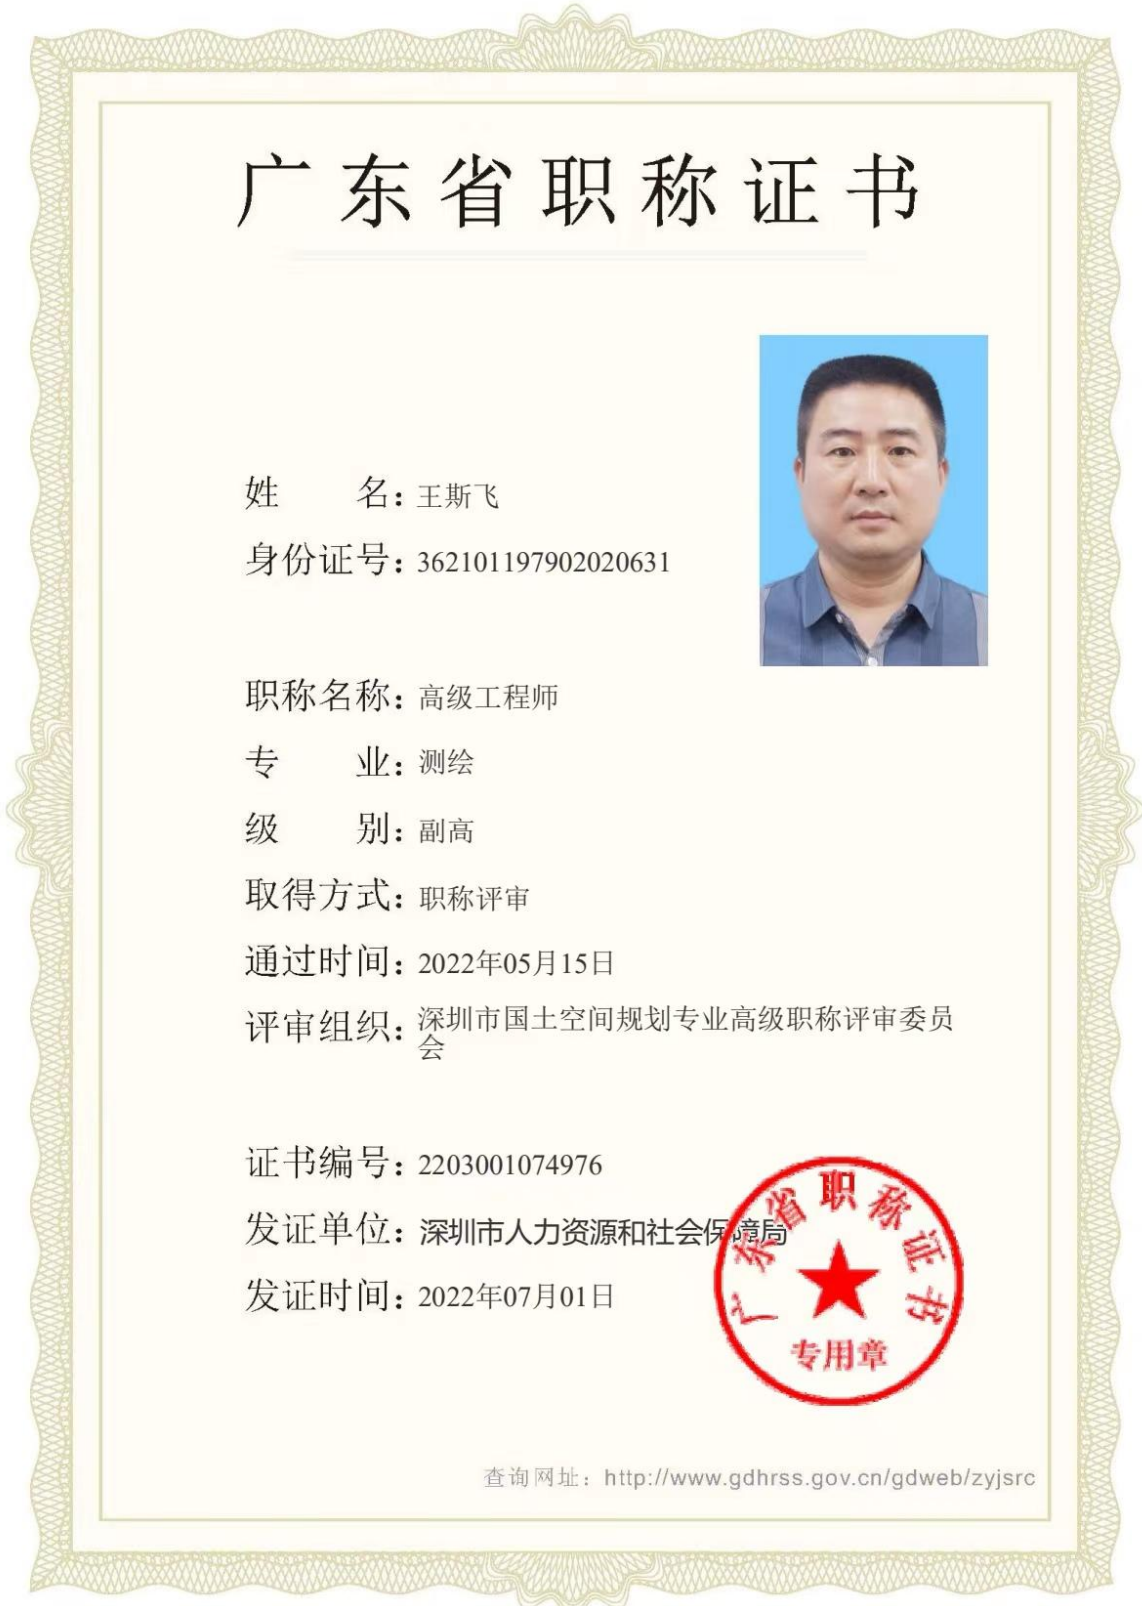 广东省职称证书
姓名：王斯飞
身份证号：362101197902020631
职称名称：高级工程师
专业：测绘
级别：副高
取得方式：职称评审
通过时间：2022年05月15日
评审组织：深圳市国土空间规划专业高级职称评审委员
会
证书编号：2203001074976
发证单位：深圳市人力资源和社会保障局
发证时间：2022年07月01日
广东省职称证书
专用章
查询网址：http://www.gdhrss.gov.cn/gdweb/zyjsrc